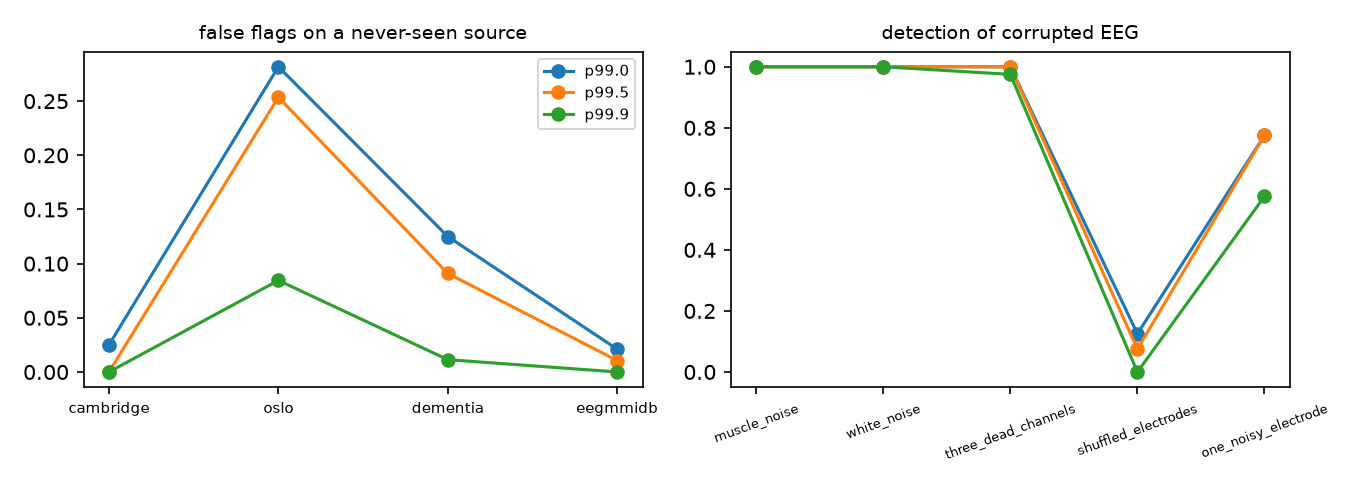 false flags on a never-seen source
p99.0
p99.5
p99.9
0.25
0.20
0.15
0.10
0.05
0.00
cambridge
oslo
dementia
eegmmidb
detection of corrupted EEG
1.0
0.8
0.6
0.4
0.2
0.0
muscle_noise
white_noise
three_dead_channels
shuffled_electrodes
one_noisy_electrode